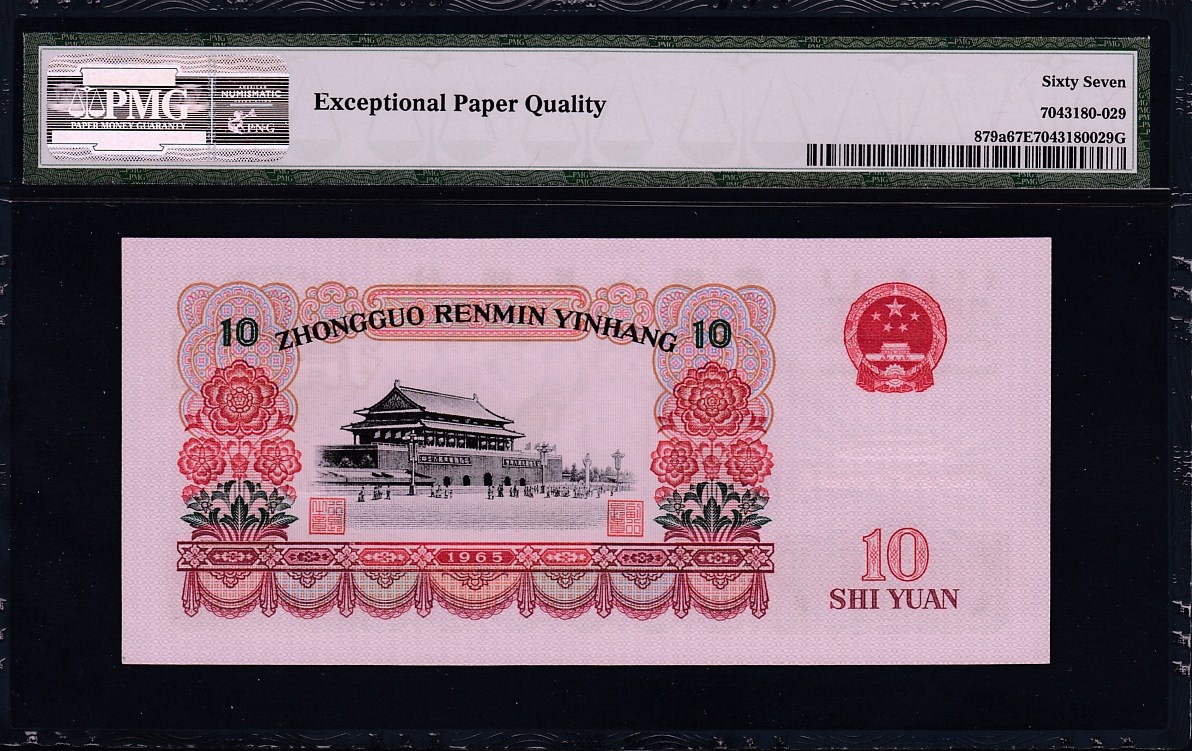 PMG
PAPER MONEY GUARANTY
NUMISMATIC
PNG
Exceptional Paper Quality
Sixty Seven
7043180-029
879a67E7043180029G
10 ZHONGGUO RENMIN YINHANG 10
1965
10
SHI YUAN